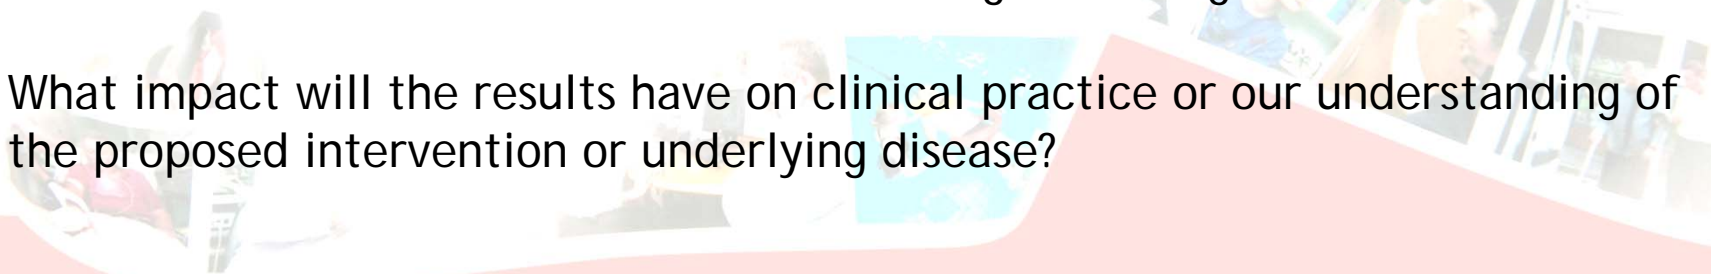 What impact will the results have on clinical practice or our understanding of
the proposed intervention or underlying disease?